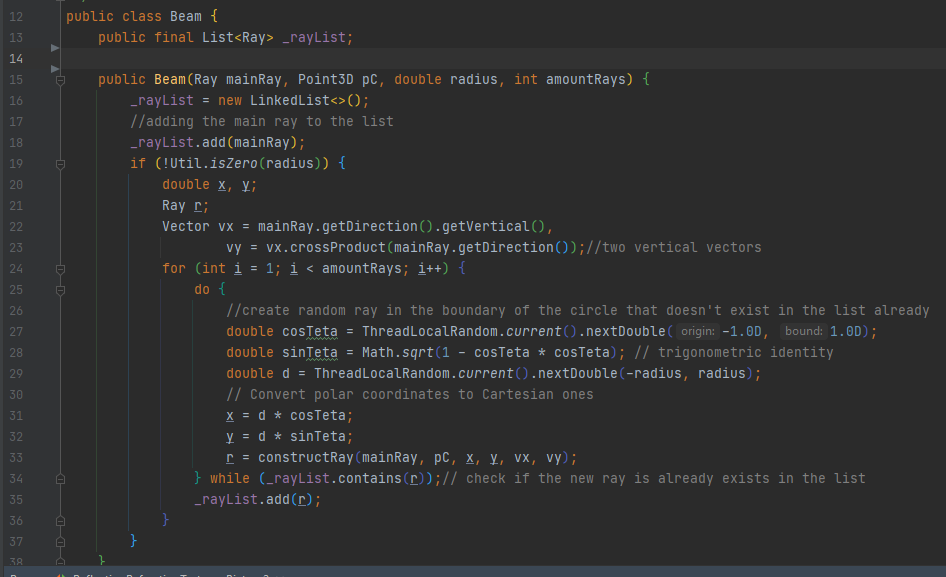 12 public class Beam {
13 public final List<Ray> _rayList;
14
15 public Beam(Ray mainRay, Point3D pC, double radius, int amountRays) {
16 _rayList = new LinkedList<>();
17 //adding the main ray to the list
18 _rayList.add(mainRay);
19 if (!Util.isZero(radius)) {
20 double x, y;
21 Ray r;
22 Vector vx = mainRay.getDirection().getVertical(),
23 vy = vx.crossProduct(mainRay.getDirection());//two vertical vectors
24 for (int i = 1; i < amountRays; i++) {
25 do {
26 //create random ray in the boundary of the circle that doesn't exist in the list already
27 double cosTeta = ThreadLocalRandom.current().nextDouble( origin: -1.0D, bound: 1.0D);
28 double sinTeta = Math.sqrt(1 - cosTeta * cosTeta); // trigonometric identity
29 double d = ThreadLocalRandom.current().nextDouble(-radius, radius);
30 // Convert polar coordinates to Cartesian ones
31 x = d * cosTeta;
32 y = d * sinTeta;
33 r = constructRay(mainRay, pC, x, y, vx, vy);
34 } while (_rayList.contains(r));// check if the new ray is already exists in the list
35 _rayList.add(r);
36 }
37 }
38 }